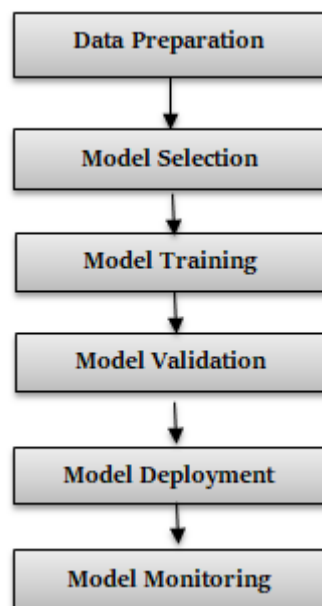 Data Preparation
Model Selection
Model Training
Model Validation
Model Deployment
Model Monitoring